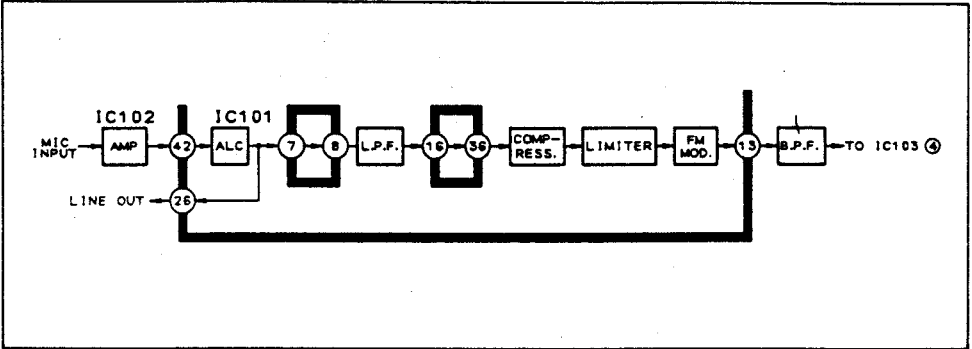 IC102
IC101
MIC INPUT
AMP
42
ALC
7
8
L.P.F.
16
36
COMP-
RESS.
LIMITER
FM
MOD.
13
B.P.F.
TO IC103 ④
LINE OUT
26